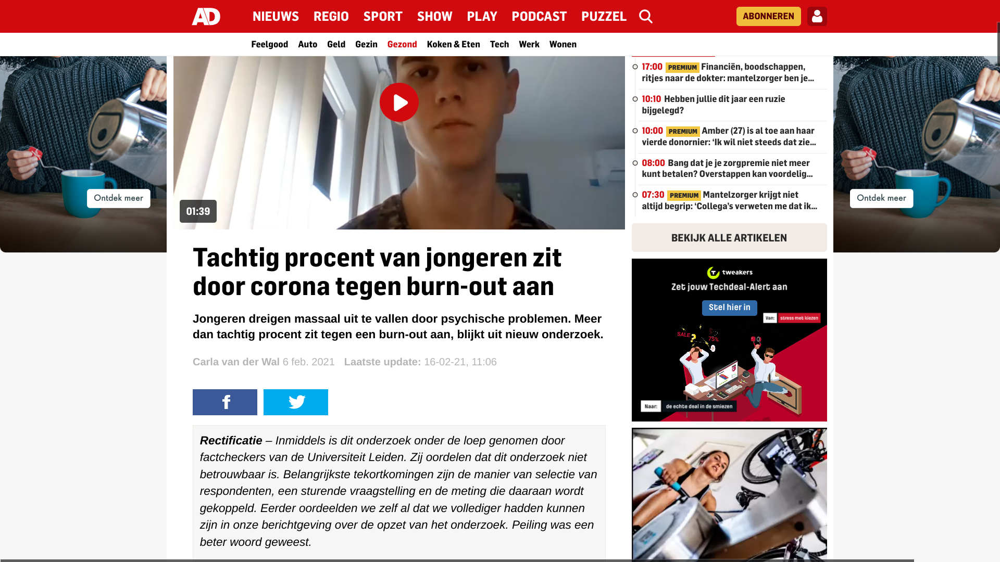 AD
NIEUWS REGIO SPORT SHOW PLAY PODCAST PUZZEL
ABONNEREN
Feelgood Auto Geld Gezin Gezond Koken & Eten Tech Werk Wonen
Ontdek meer
01:39
Tachtig procent van jongeren zit
door corona tegen burn-out aan
Jongeren dreigen massaal uit te vallen door psychische problemen. Meer
dan tachtig procent zit tegen een burn-out aan, blijkt uit nieuw onderzoek.
Carla van der Wal 6 feb. 2021 Laatste update: 16-02-21, 11:06
f
Rectificatie – Inmiddels is dit onderzoek onder de loep genomen door
factcheckers van de Universiteit Leiden. Zij oordelen dat dit onderzoek niet
betrouwbaar is. Belangrijkste tekortkomingen zijn de manier van selectie van
respondenten, een sturende vraagstelling en de meting die daaraan wordt
gekoppeld. Eerder oordeelden we zelf al dat we vollediger hadden kunnen
zijn in onze berichtgeving over de opzet van het onderzoek. Peiling was een
beter woord geweest.
17:00 PREMIUM Financiën, boodschappen,
ritjes naar de dokter: mantelzorger ben je...
10:10 Hebben jullie dit jaar een ruzie
bijgelegd?
10:00 PREMIUM Amber (27) is al toe aan haar
vierde donornier: ‘Ik wil niet steeds dat zie...
08:00 Bang dat je je zorgpremie niet meer
kunt betalen? Overstappen kan voordelig...
07:30 PREMIUM Mantelzorger krijgt niet
altijd begrip: ‘Collega’s verweten me dat ik...
BEKIJK ALLE ARTIKELEN
tweakers
Zet jouw Techdeal-Alert aan
Stel hier in
Van: stress met kiezen
SALE ? 75%
Naar: de echte deal in de smiezen
Ontdek meer